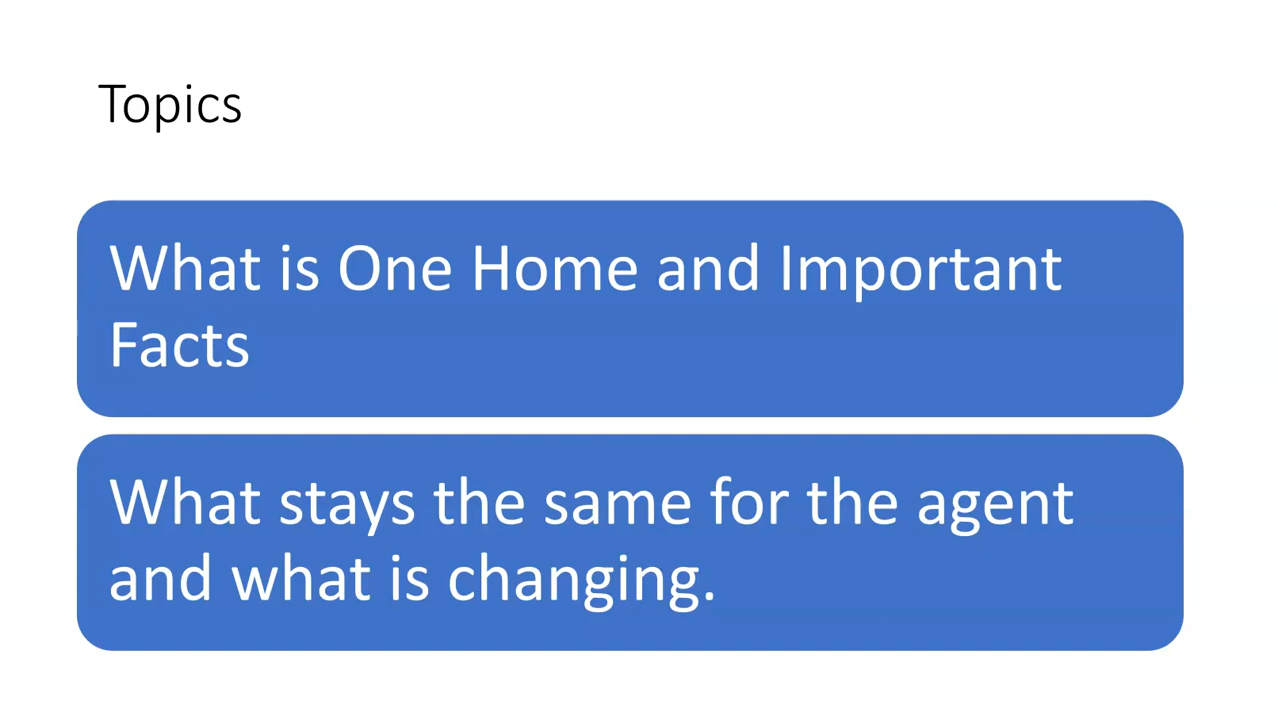 Topics
What is One Home and Important
Facts
What stays the same for the agent
and what is changing.